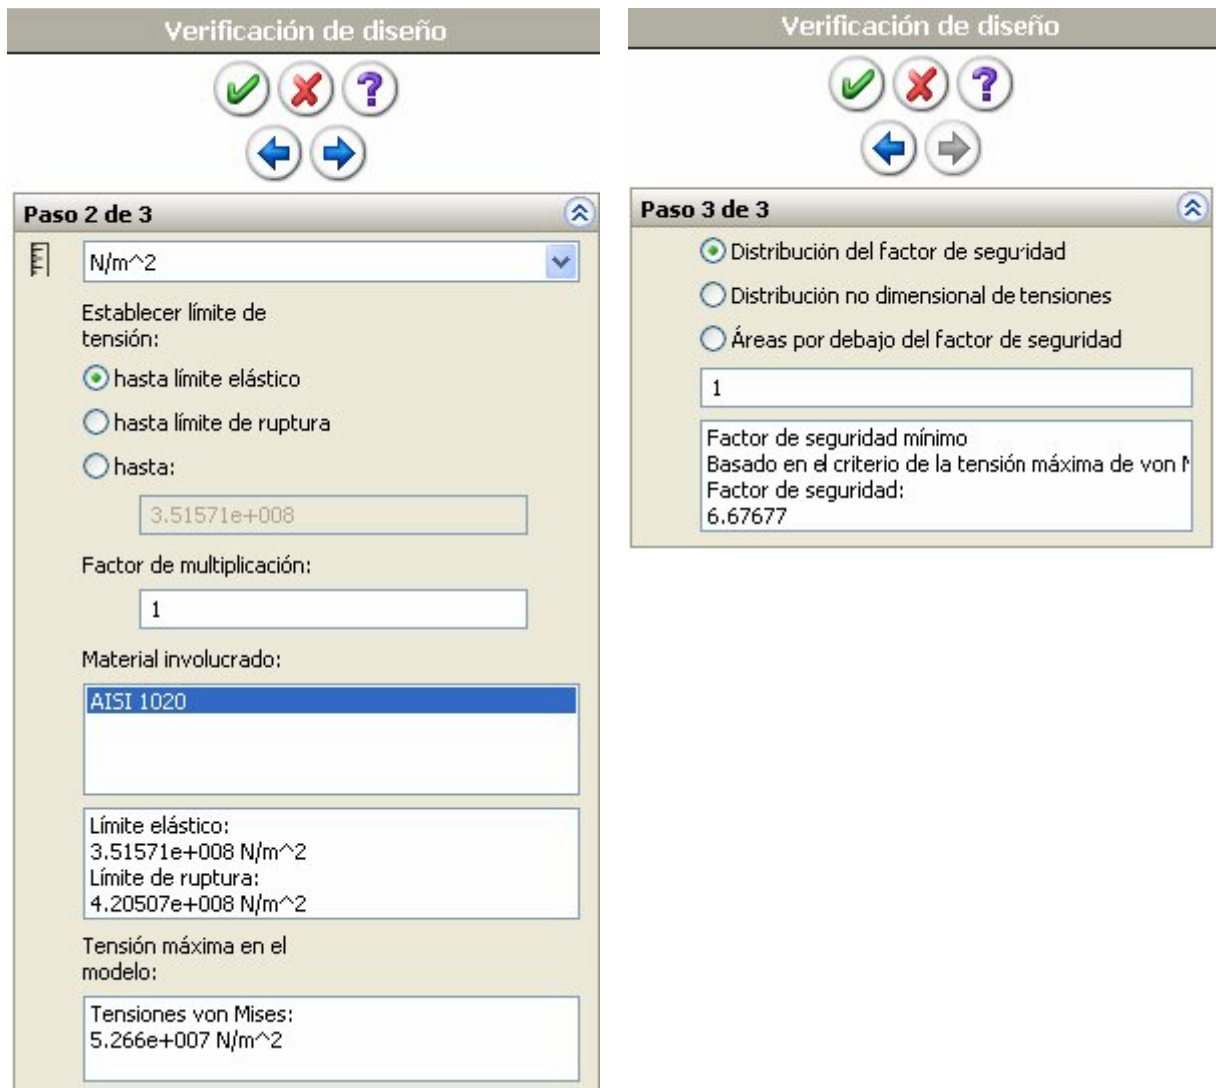 Verificación de diseño
?
Paso 2 de 3
N/m^2
Establecer límite de
tensión:
hasta límite elástico
hasta límite de ruptura
hasta:
3.51571e+008
Factor de multiplicación:
1
Material involucrado:
AISI 1020
Límite elástico:
3.51571e+008 N/m^2
Límite de ruptura:
4.20507e+008 N/m^2
Tensión máxima en el
modelo:
Tensiones von Mises:
5.266e+007 N/m^2
Verificación de diseño
?
Paso 3 de 3
Distribución del factor de seguridad
Distribución no dimensional de tensiones
Áreas por debajo del factor de seguridad
1
Factor de seguridad mínimo
Basado en el criterio de la tensión máxima de von
Factor de seguridad:
6.67677